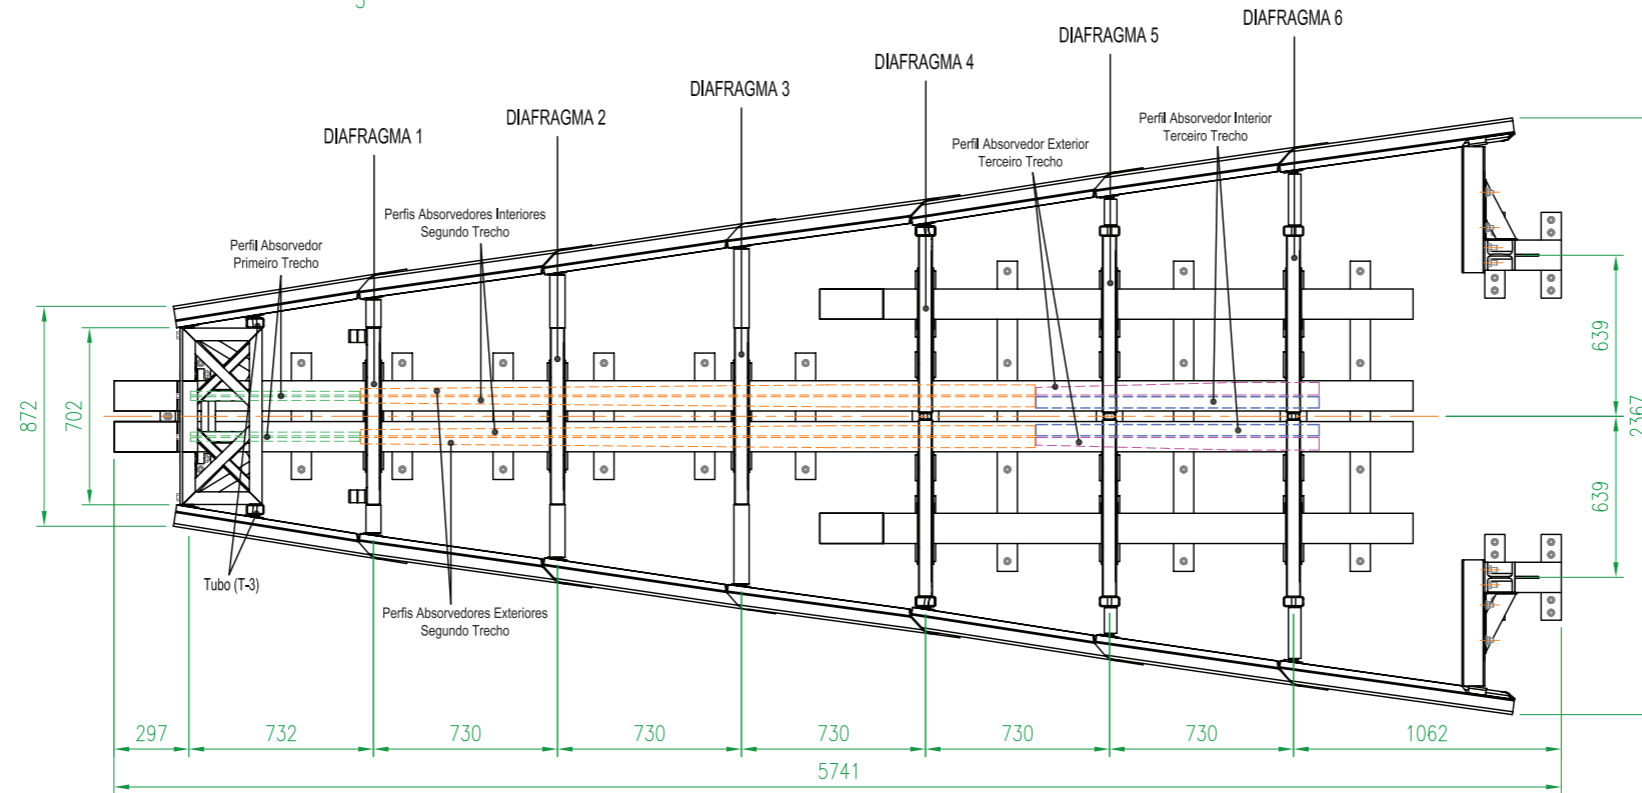 DIAFRAGMA 6
DIAFRAGMA 5
DIAFRAGMA 4
DIAFRAGMA 3
DIAFRAGMA 2
DIAFRAGMA 1
Perfil Absorvedor Interior
Terceiro Trecho
Perfil Absorvedor Exterior
Terceiro Trecho
Perfis Absorvedores Interiores
Segundo Trecho
Perfil Absorvedor
Primeiro Trecho
872
702
639
639
2367
Tubo (T-3)
Perfis Absorvedores Exteriores
Segundo Trecho
297
732
730
730
730
730
730
1062
5741